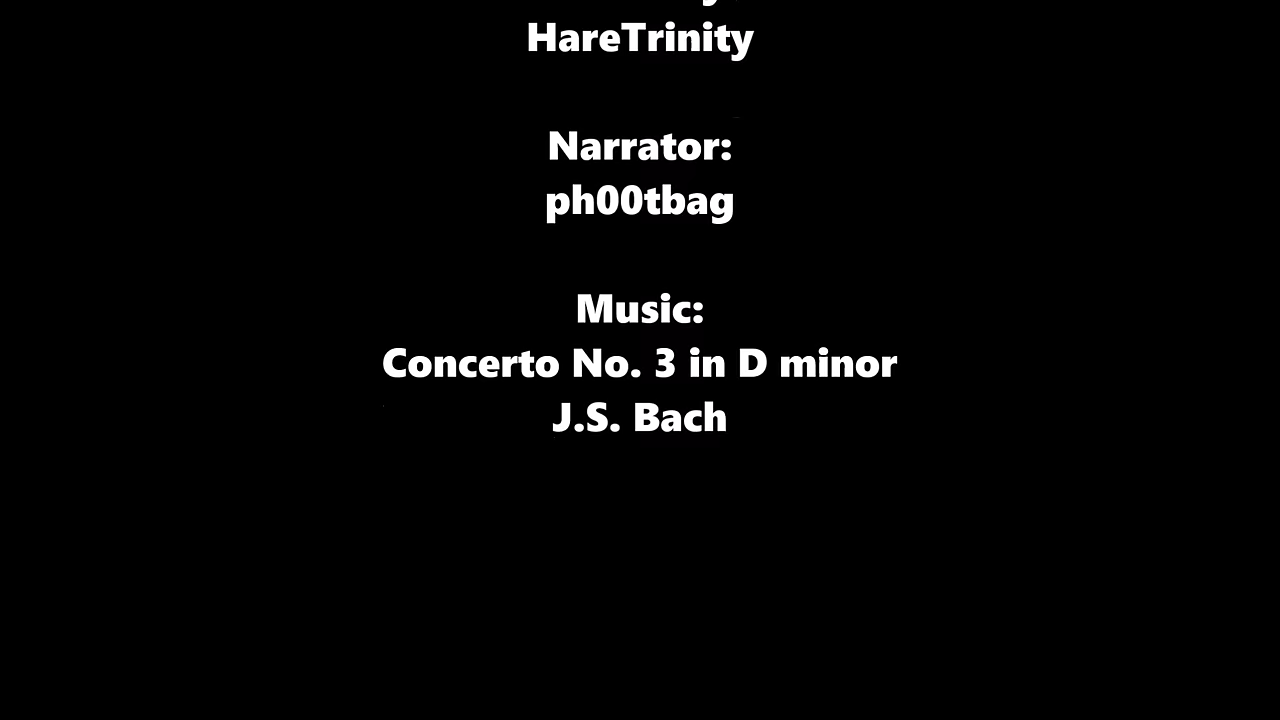 HareTrinity
Narrator:
ph00tbag
Music:
Concerto No. 3 in D minor
J.S. Bach